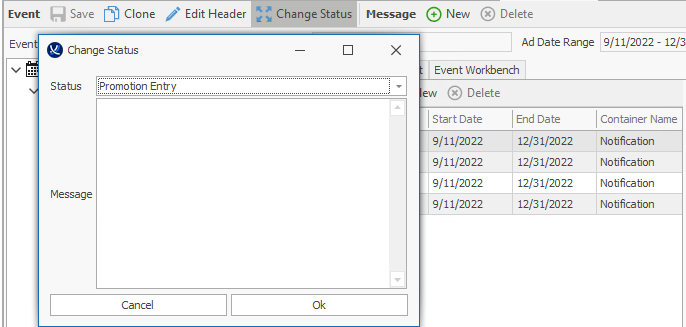 Event Save Clone Edit Header Change Status Message New Delete
Event
Ad Date Range 9/11/2022 - 12/3
Change Status
Status Promotion Entry
Message
Cancel Ok
t Event Workbench
ew Delete
Start Date End Date Container Name
9/11/2022 12/31/2022 Notification
9/11/2022 12/31/2022 Notification
9/11/2022 12/31/2022 Notification
9/11/2022 12/31/2022 Notification